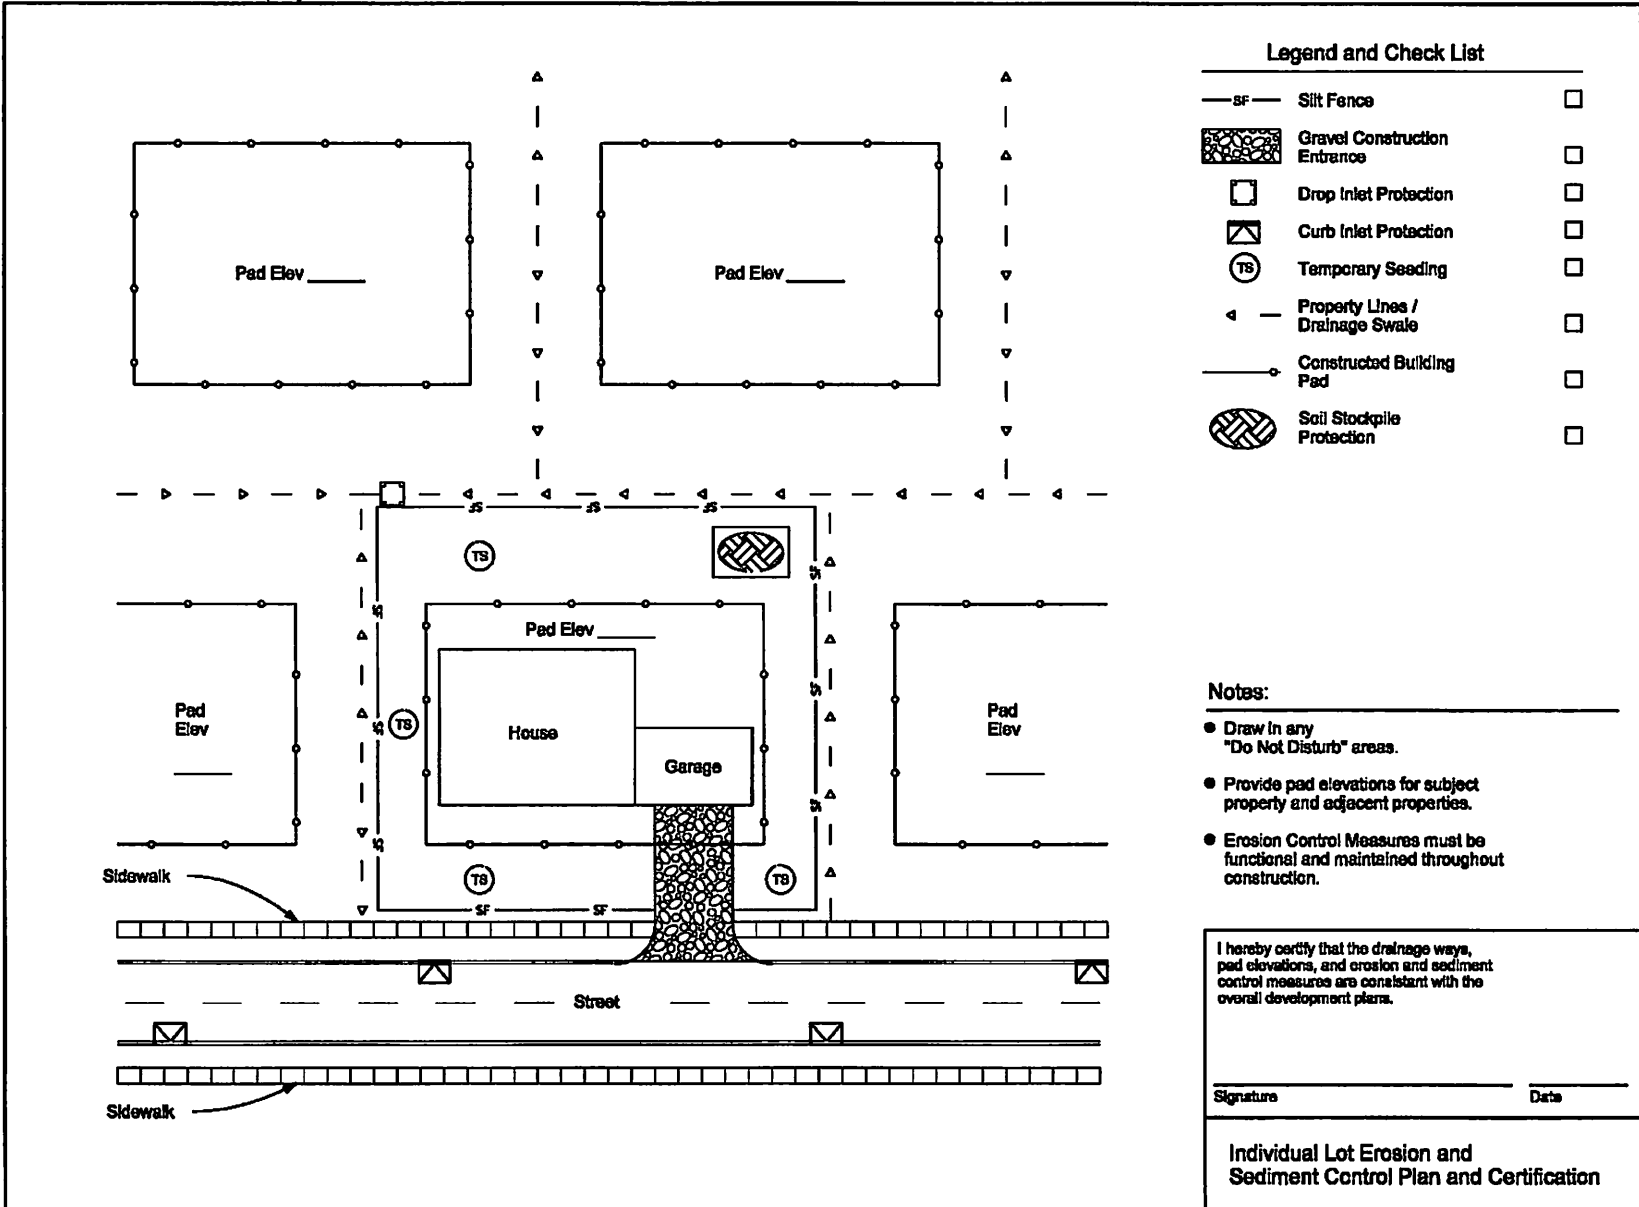 Legend and Check List
SF Silt Fence
Gravel Construction
Entrance
Drop Inlet Protection
Curb Inlet Protection
TS Temporary Seeding
Property Lines /
Drainage Swale
Constructed Building
Pad
Soil Stockpile
Protection
Pad Elev
Pad Elev
SF SF SF
TS
SF
SF
Pad Elev
Pad
Elev
SF
TS
SF
House
Garage
Pad
Elev
SF
SF
Sidewalk
TS
TS
SF SF
Street
Sidewalk
Notes:
● Draw in any
"Do Not Disturb" areas.
● Provide pad elevations for subject
property and adjacent properties.
● Erosion Control Measures must be
functional and maintained throughout
construction.
I hereby certify that the drainage ways,
pad elevations, and erosion and sediment
control measures are consistent with the
overall development plans.
Signature Date
Individual Lot Erosion and
Sediment Control Plan and Certification